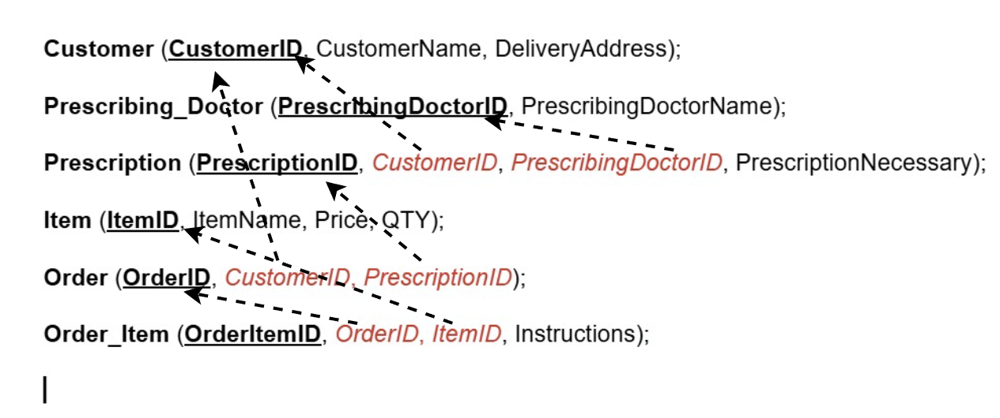 Customer (CustomerID, CustomerName, DeliveryAddress);
Prescribing_Doctor (PrescribingDoctorID, PrescribingDoctorName);
Prescription (PrescriptionID, CustomerID, PrescribingDoctorID, PrescriptionNecessary);
Item (ItemID, ItemName, Price, QTY);
Order (OrderID, CustomerID, PrescriptionID);
Order_Item (OrderItemID, OrderID, ItemID, Instructions);